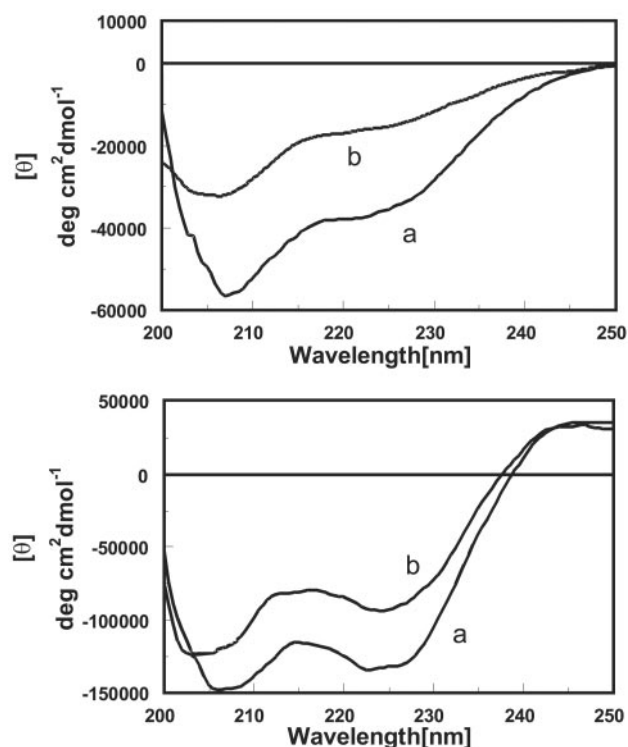 10000
0
-20000
-40000
-60000
[θ]
deg cm²dmol⁻¹
b
a
200 210 220 230 240 250
Wavelength[nm]
50000
0
-50000
-100000
-150000
[θ]
deg cm²dmol⁻¹
b
a
200 210 220 230 240 250
Wavelength[nm]